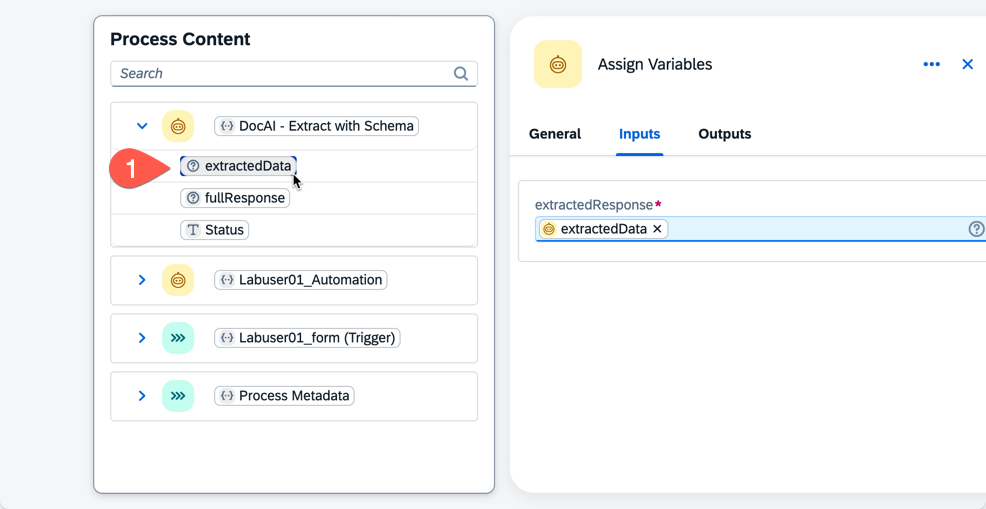 Process Content
Search
DocAI - Extract with Schema
1
extractedData
fullResponse
Status
Labuser01_Automation
Labuser01_form (Trigger)
Process Metadata
Assign Variables
General Inputs Outputs
extractedResponse*
extractedData